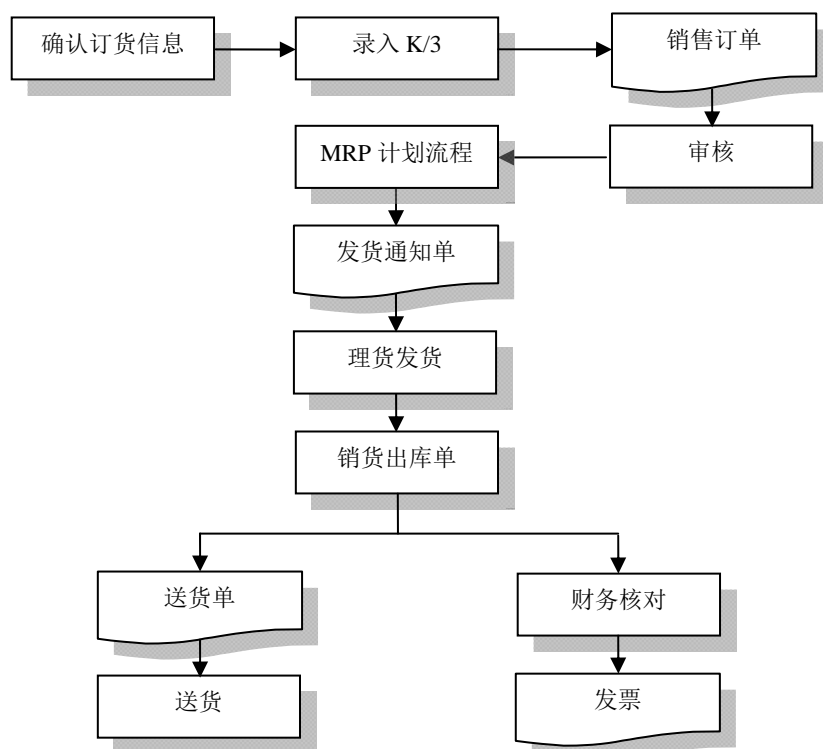 确认订货信息
录入 K/3
销售订单
审核
MRP 计划流程
发货通知单
理货发货
销货出库单
送货单
财务核对
送货
发票